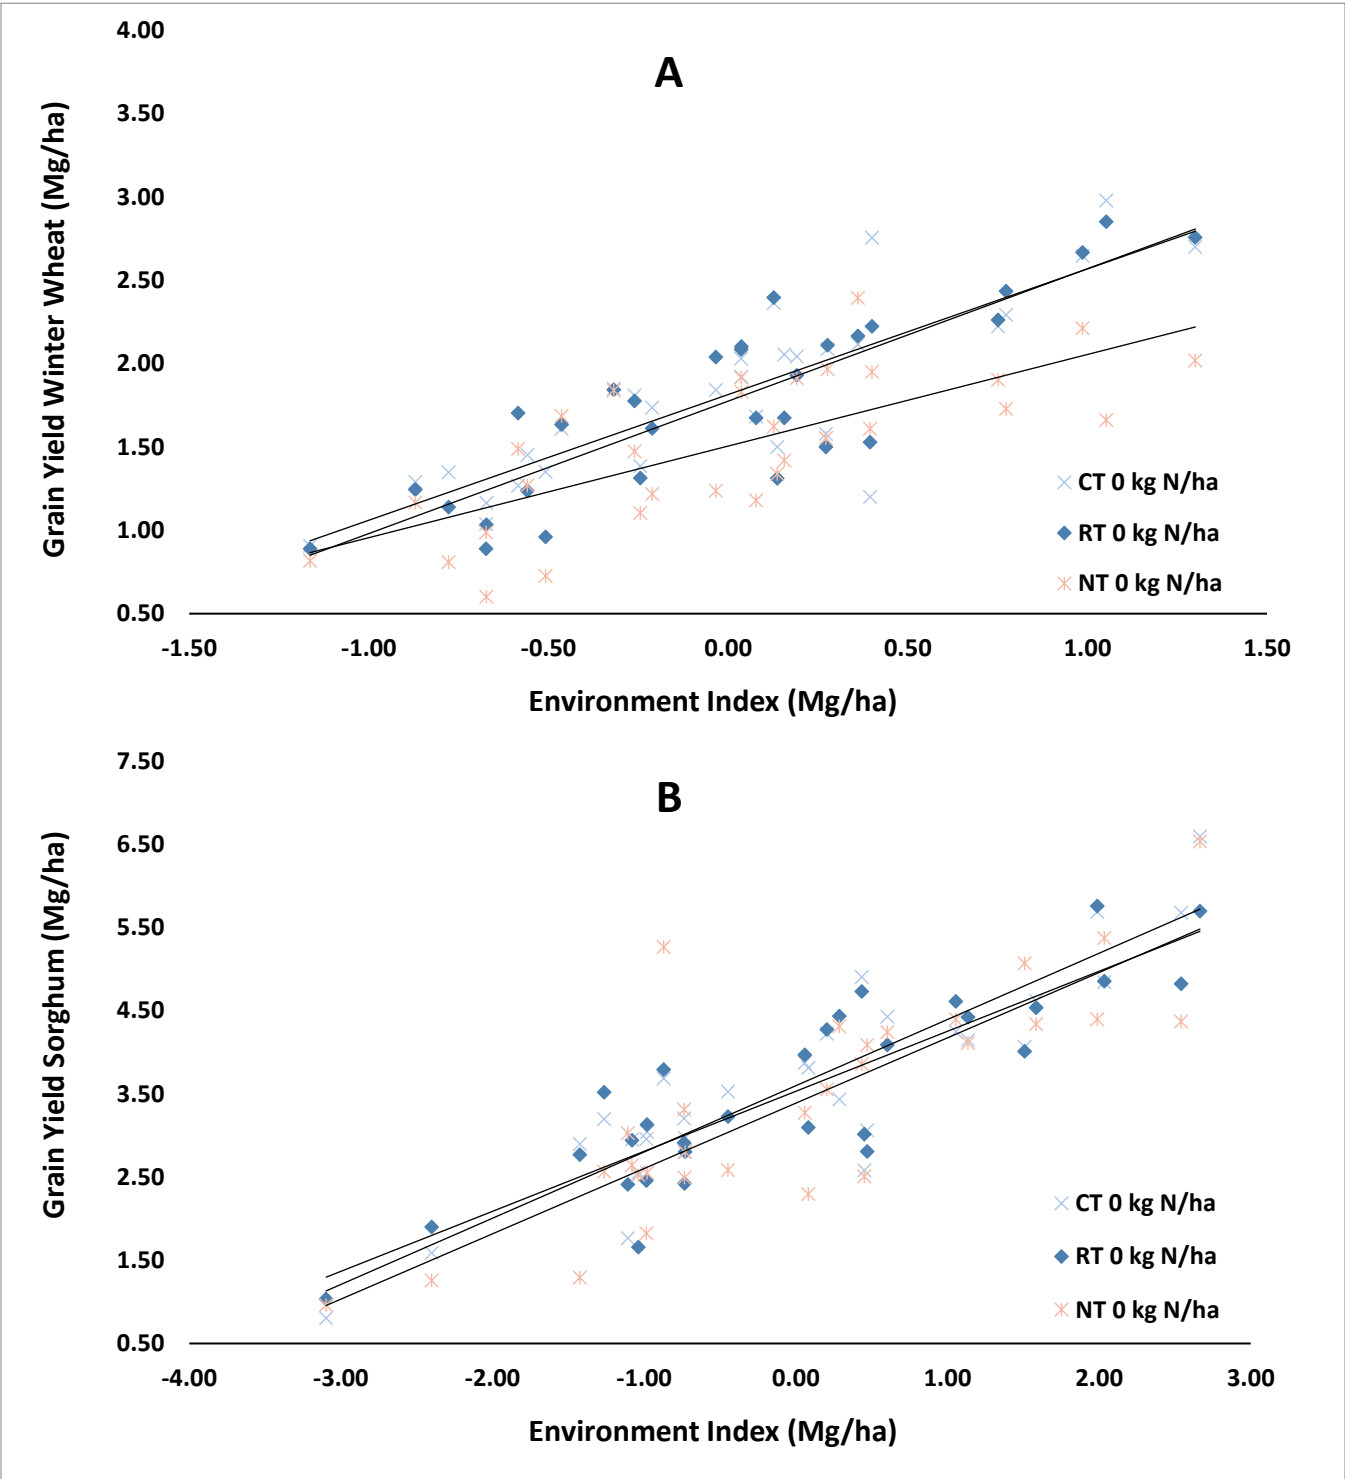 4.00
A
3.50
3.00
2.50
2.00
1.50
1.00
0.50
Grain Yield Winter Wheat (Mg/ha)
CT 0 kg N/ha
RT 0 kg N/ha
NT 0 kg N/ha
-1.50 -1.00 -0.50 0.00 0.50 1.00 1.50
Environment Index (Mg/ha)
7.50
B
6.50
5.50
4.50
3.50
2.50
1.50
0.50
Grain Yield Sorghum (Mg/ha)
CT 0 kg N/ha
RT 0 kg N/ha
NT 0 kg N/ha
-4.00 -3.00 -2.00 -1.00 0.00 1.00 2.00 3.00
Environment Index (Mg/ha)